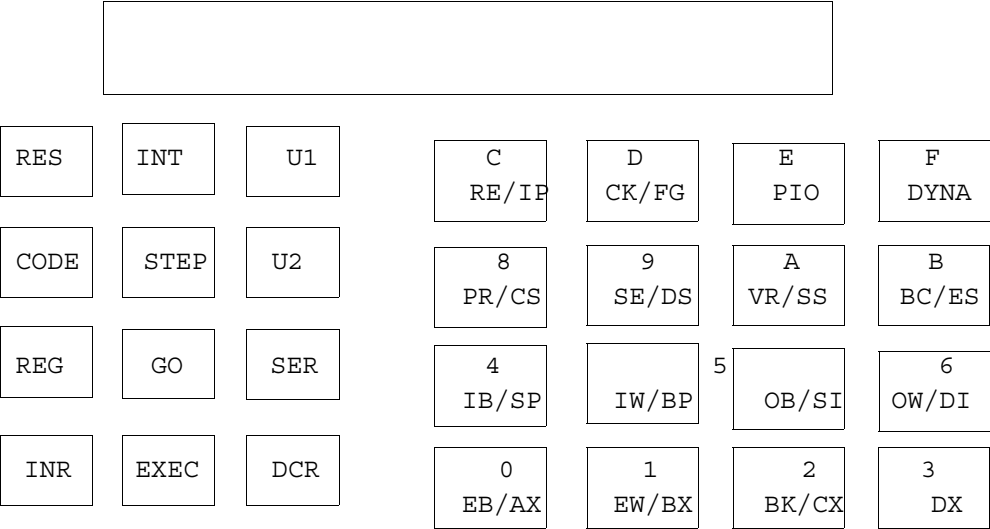 RES INT U1
C D E F
RE/IP CK/FG PIO DYNA
CODE STEP U2
8 9 A B
PR/CS SE/DS VR/SS BC/ES
REG GO SER
4 5 6
IB/SP IW/BP OB/SI OW/DI
INR EXEC DCR
0 1 2 3
EB/AX EW/BX BK/CX DX